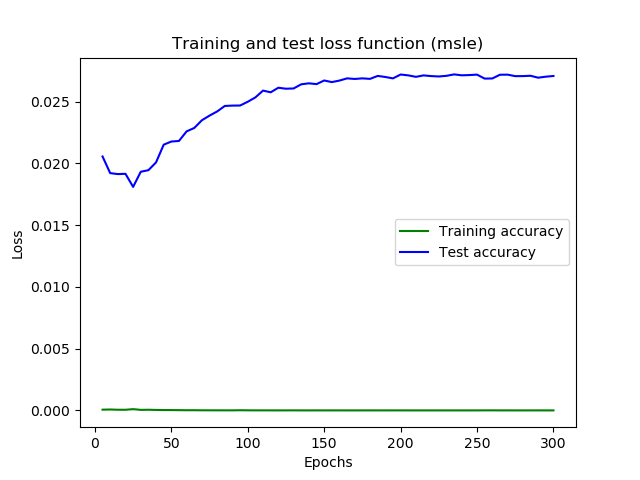 Training and test loss function (msle)
0.025
0.020
0.015
0.010
0.005
0.000
Loss
Training accuracy
Test accuracy
0 50 100 150 200 250 300
Epochs